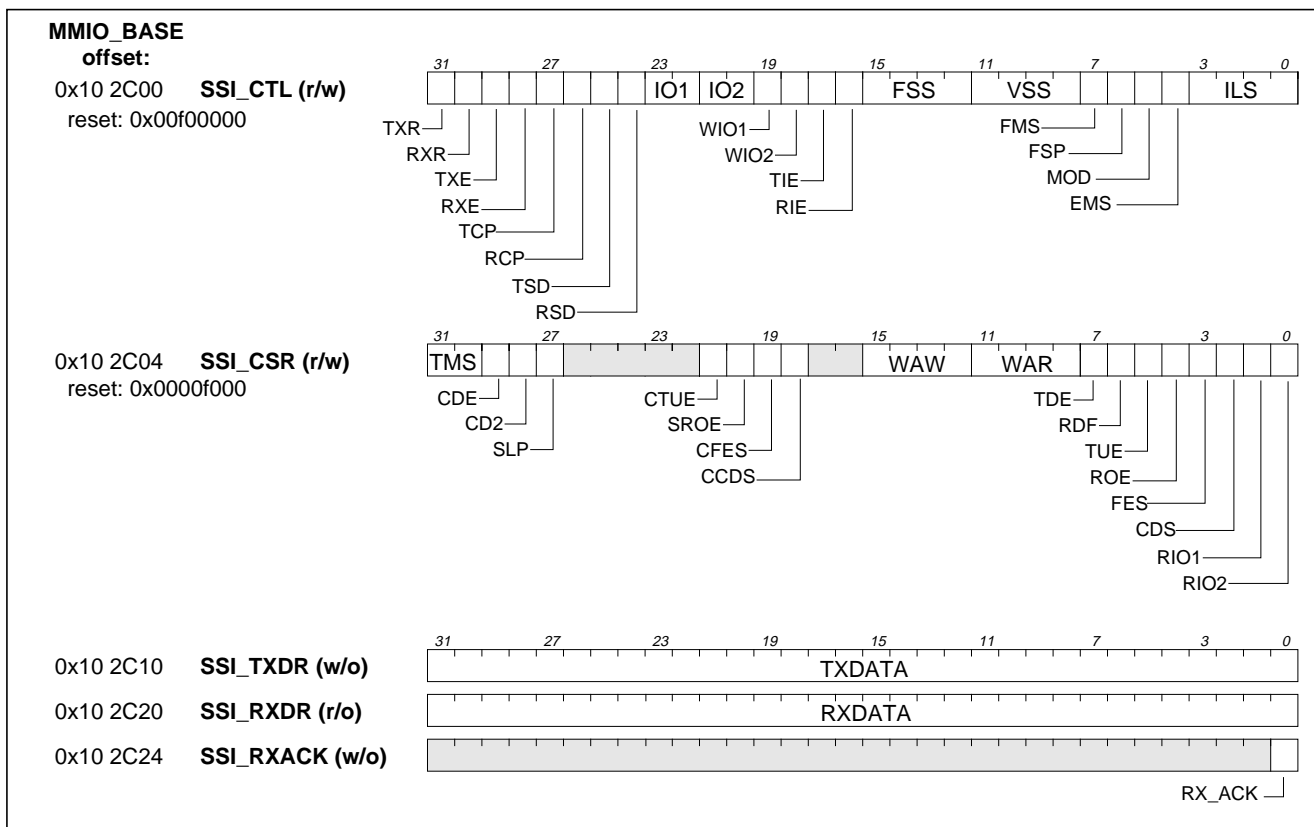 MMIO_BASE
offset:
31 27 23 19 15 11 7 3 0
0x10 2C00 SSI_CTL (r/w) IO1 IO2 FSS VSS ILS
reset: 0x00f00000
TXR WIO1 FMS
RXR WIO2 FSP
TXE TIE MOD
RXE RIE EMS
TCP
RCP
TSD
RSD
31 27 23 19 15 11 7 3 0
0x10 2C04 SSI_CSR (r/w) TMS WAW WAR
reset: 0x0000f000
CDE CTUE TDE
CD2 SROE RDF
SLP CFES TUE
CCDS ROE
FES
CDS
RIO1
RIO2
31 27 23 19 15 11 7 3 0
0x10 2C10 SSI_TXDR (w/o) TXDATA
0x10 2C20 SSI_RXDR (r/o) RXDATA
0x10 2C24 SSI_RXACK (w/o)
RX_ACK